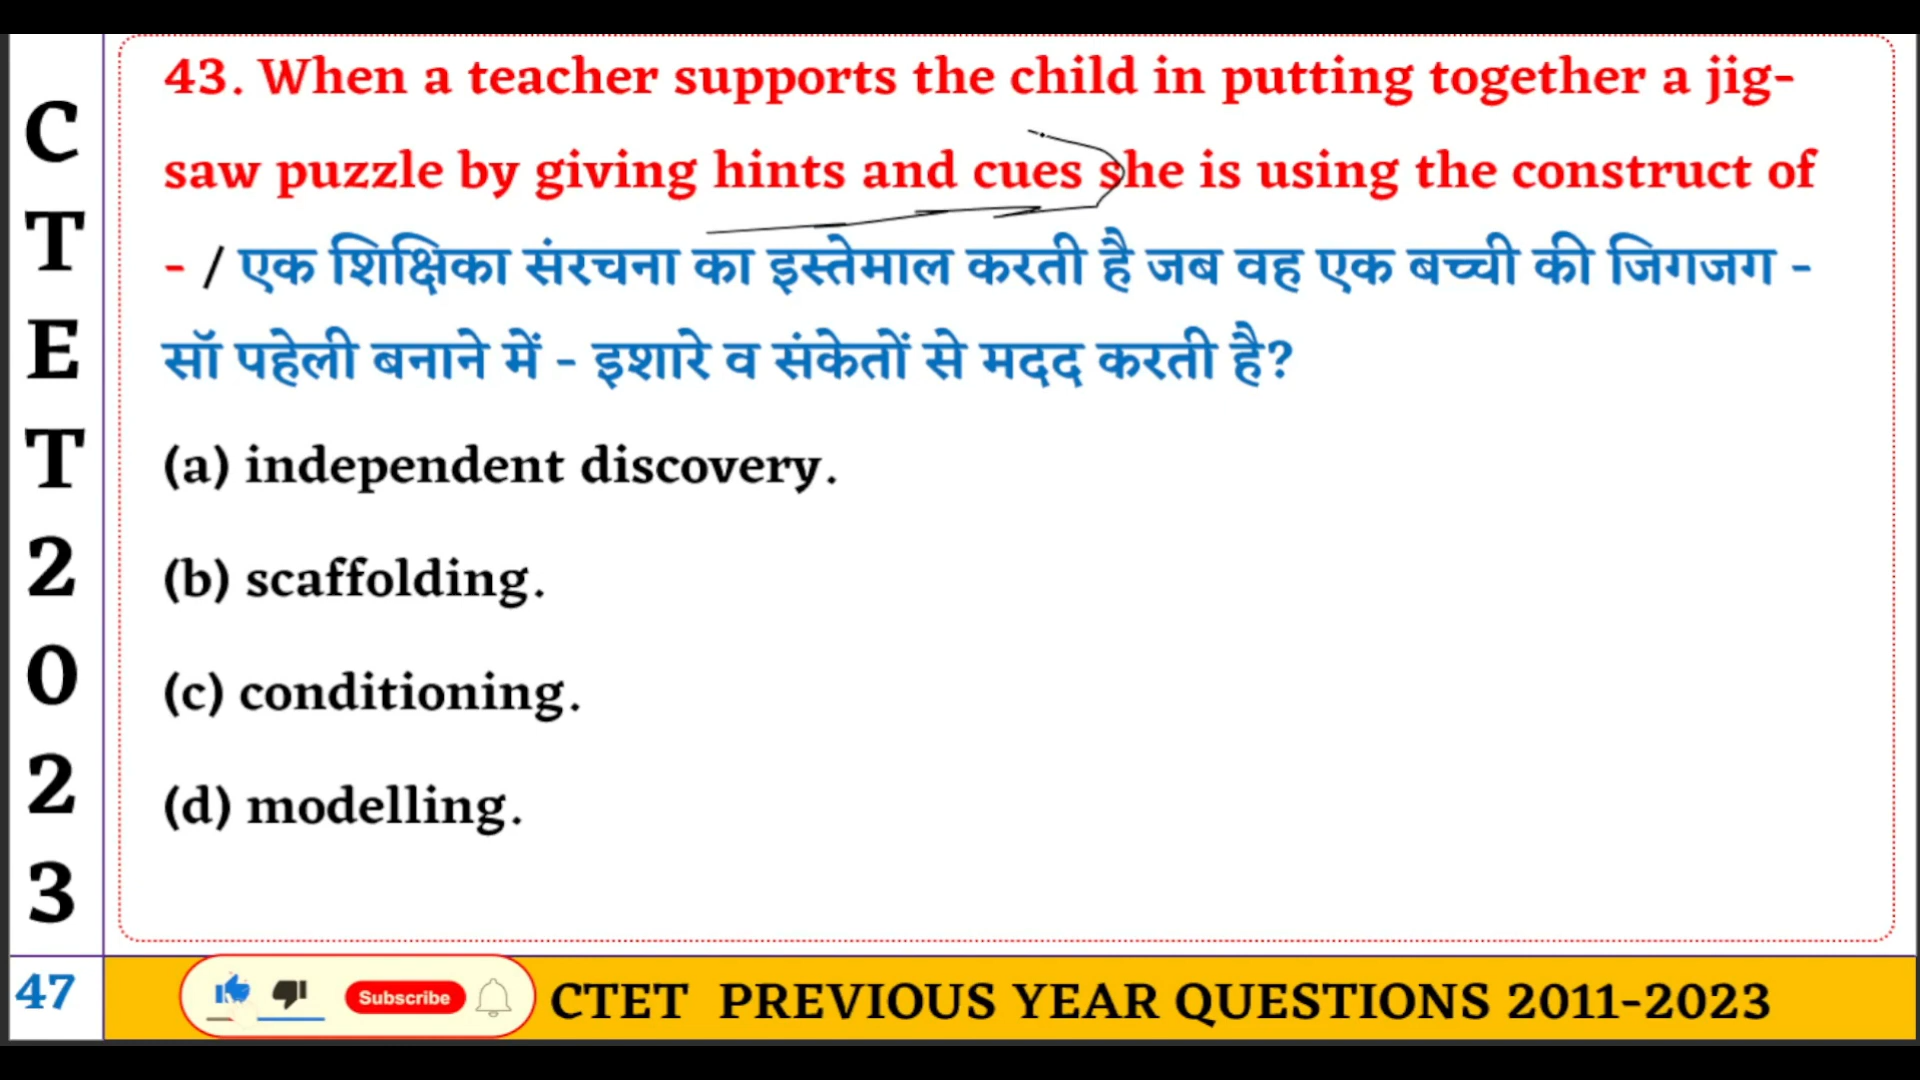 43. When a teacher supports the child in putting together a jig-
saw puzzle by giving hints and cues she is using the construct of
- / एक शिक्षिका संरचना का इस्तेमाल करती है जब वह एक बच्ची की जिगजग -
सॉ पहेली बनाने में - इशारे व संकेतों से मदद करती है?
(a) independent discovery.
(b) scaffolding.
(c) conditioning.
(d) modelling.
C
T
E
T
2
0
2
3
47
Subscribe
CTET PREVIOUS YEAR QUESTIONS 2011-2023